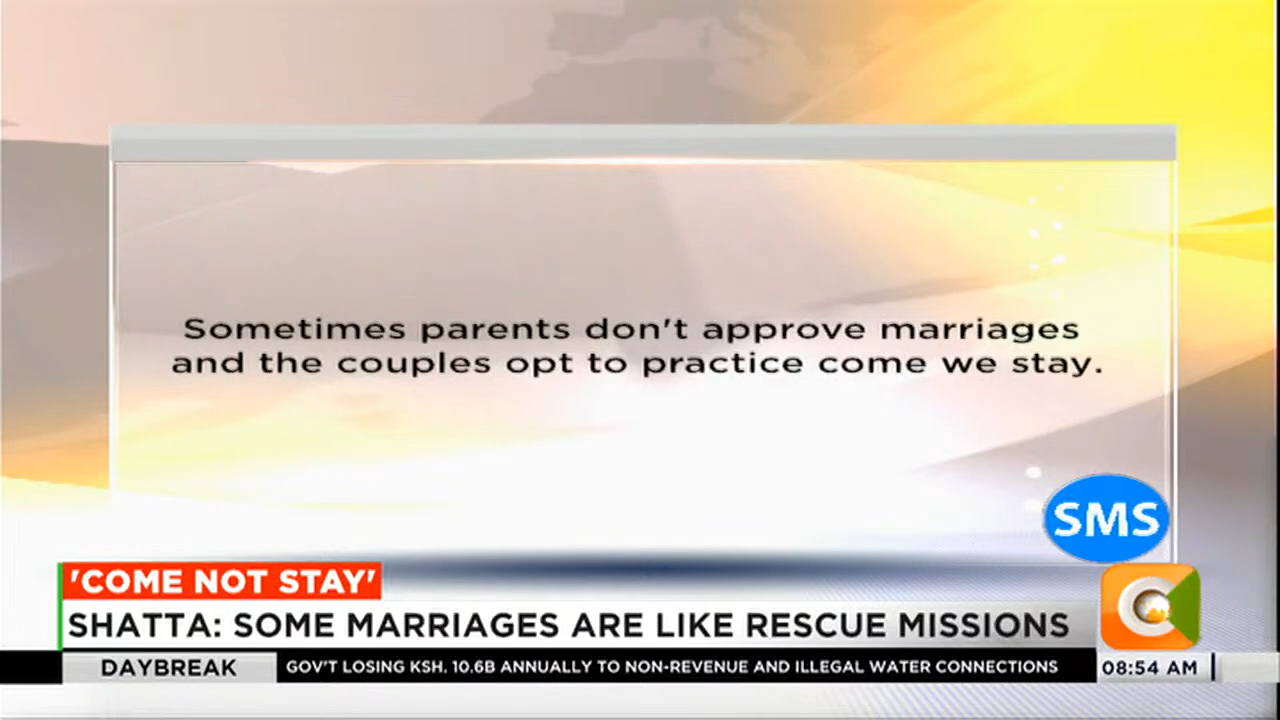 Sometimes parents don't approve marriages
and the couples opt to practice come we stay.
SMS
'COME NOT STAY'
SHATTA: SOME MARRIAGES ARE LIKE RESCUE MISSIONS
DAYBREAK
GOV'T LOSING KSH. 10.6B ANNUALLY TO NON-REVENUE AND ILLEGAL WATER CONNECTIONS
08:54 AM